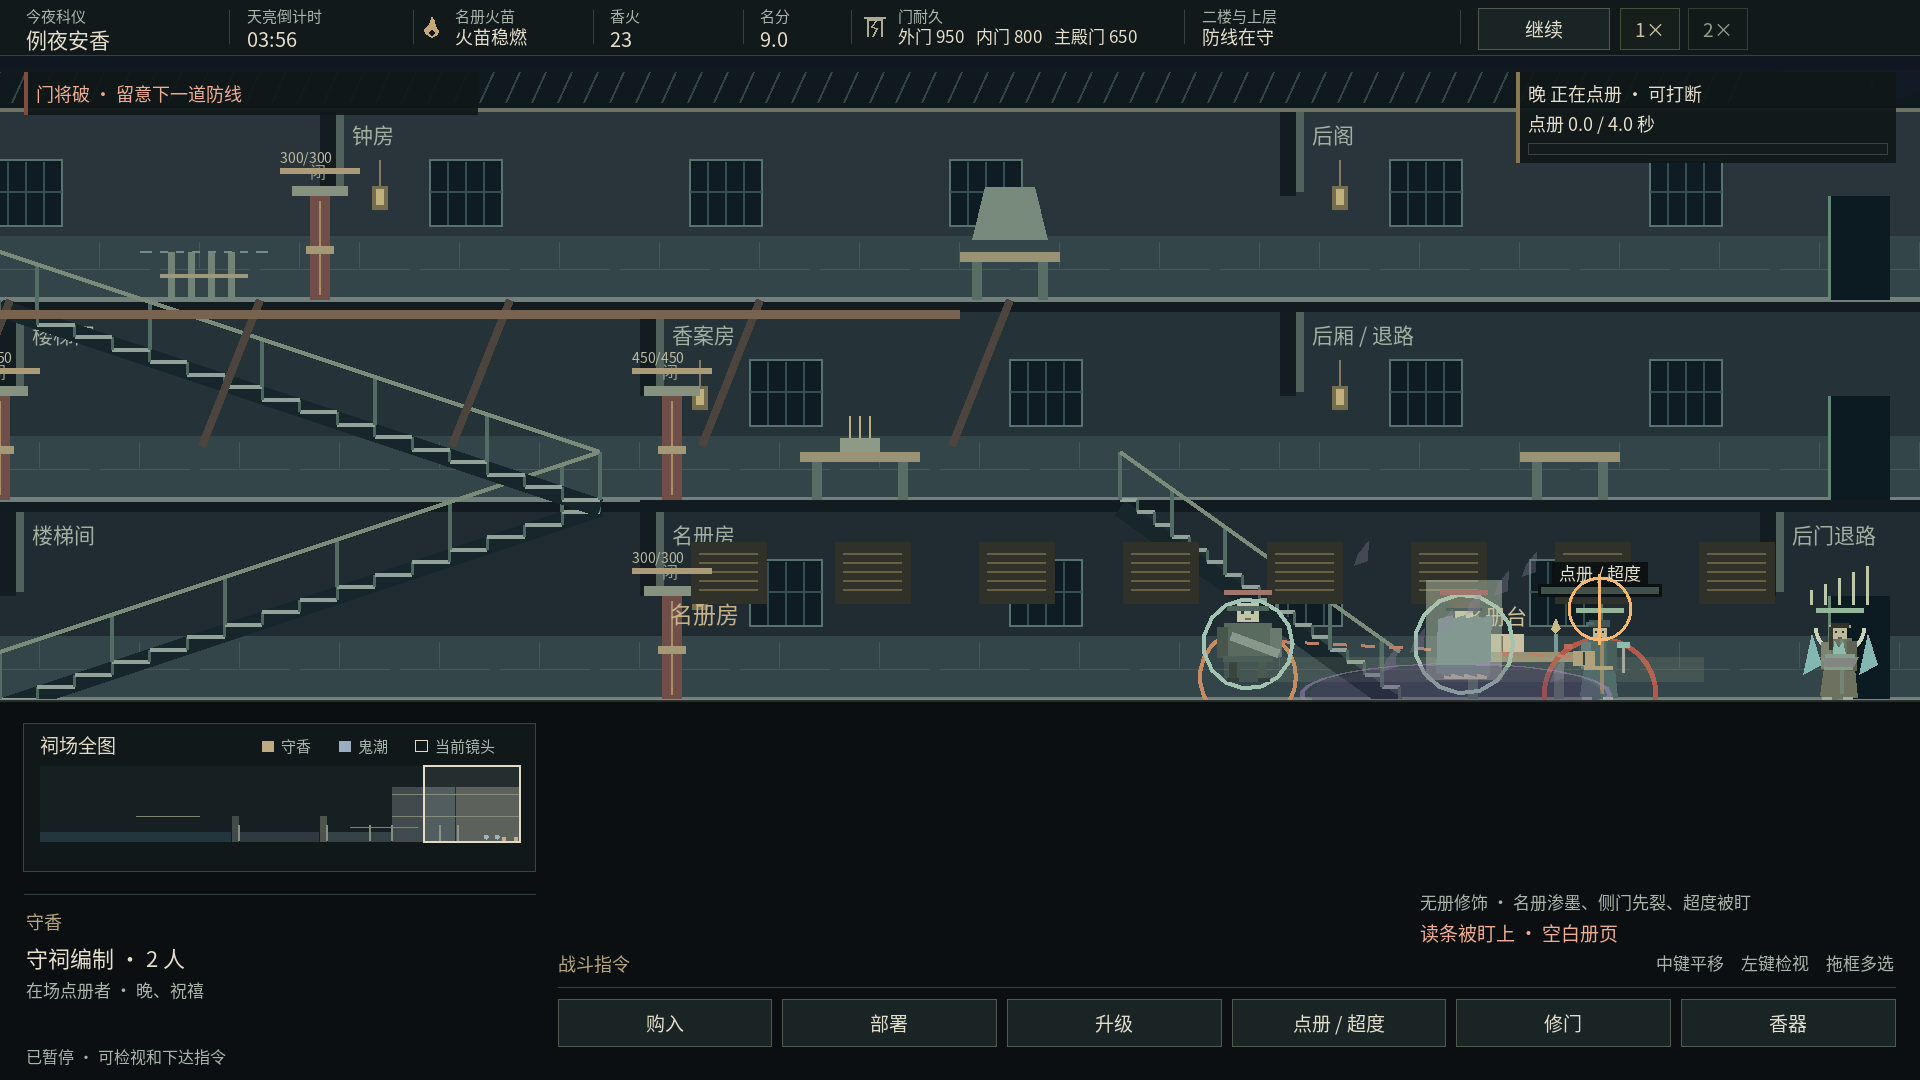 今夜科仪
例夜安香
天亮倒计时
03:56
名册火苗
火苗稳燃
香火
23
名分
9.0
门耐久
外门 950 内门 800 主殿门 650
二楼与上层
防线在守
继续
1×
2×
门将破 · 留意下一道防线
晚 正在点册 · 可打断
点册 0.0 / 4.0 秒
钟房
300/300
后阁
香案房
450/450
后厢 / 退路
楼梯间
名册房
300/300
名册房
册台
点册 / 超度
后门退路
祠场全图
守香
鬼潮
当前镜头
守香
守祠编制 · 2 人
在场点册者 · 晚、祝禧
已暂停 · 可检视和下达指令
无册修饰 · 名册渗墨、侧门先裂、超度被盯
读条被盯上 · 空白册页
中键平移 左键检视 拖框多选
战斗指令
购入
部署
升级
点册 / 超度
修门
香器